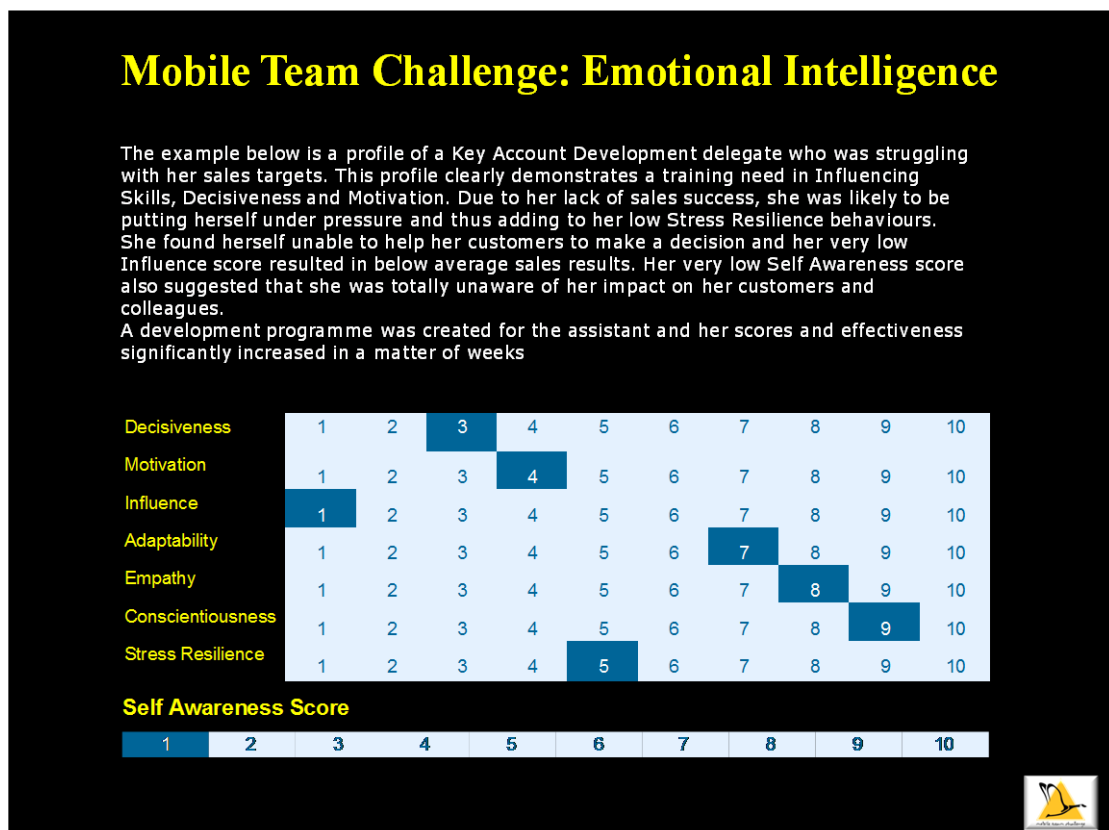 Mobile Team Challenge: Emotional Intelligence
The example below is a profile of a Key Account Development delegate who was struggling
with her sales targets. This profile clearly demonstrates a training need in Influencing
Skills, Decisiveness and Motivation. Due to her lack of sales success, she was likely to be
putting herself under pressure and thus adding to her low Stress Resilience behaviours.
She found herself unable to help her customers to make a decision and her very low
Influence score resulted in below average sales results. Her very low Self Awareness score
also suggested that she was totally unaware of her impact on her customers and
colleagues.
A development programme was created for the assistant and her scores and effectiveness
significantly increased in a matter of weeks
Decisiveness 1 2 3 4 5 6 7 8 9 10
Motivation 1 2 3 4 5 6 7 8 9 10
Influence 1 2 3 4 5 6 7 8 9 10
Adaptability 1 2 3 4 5 6 7 8 9 10
Empathy 1 2 3 4 5 6 7 8 9 10
Conscientiousness 1 2 3 4 5 6 7 8 9 10
Stress Resilience 1 2 3 4 5 6 7 8 9 10
Self Awareness Score
1 2 3 4 5 6 7 8 9 10
mobile team challenge